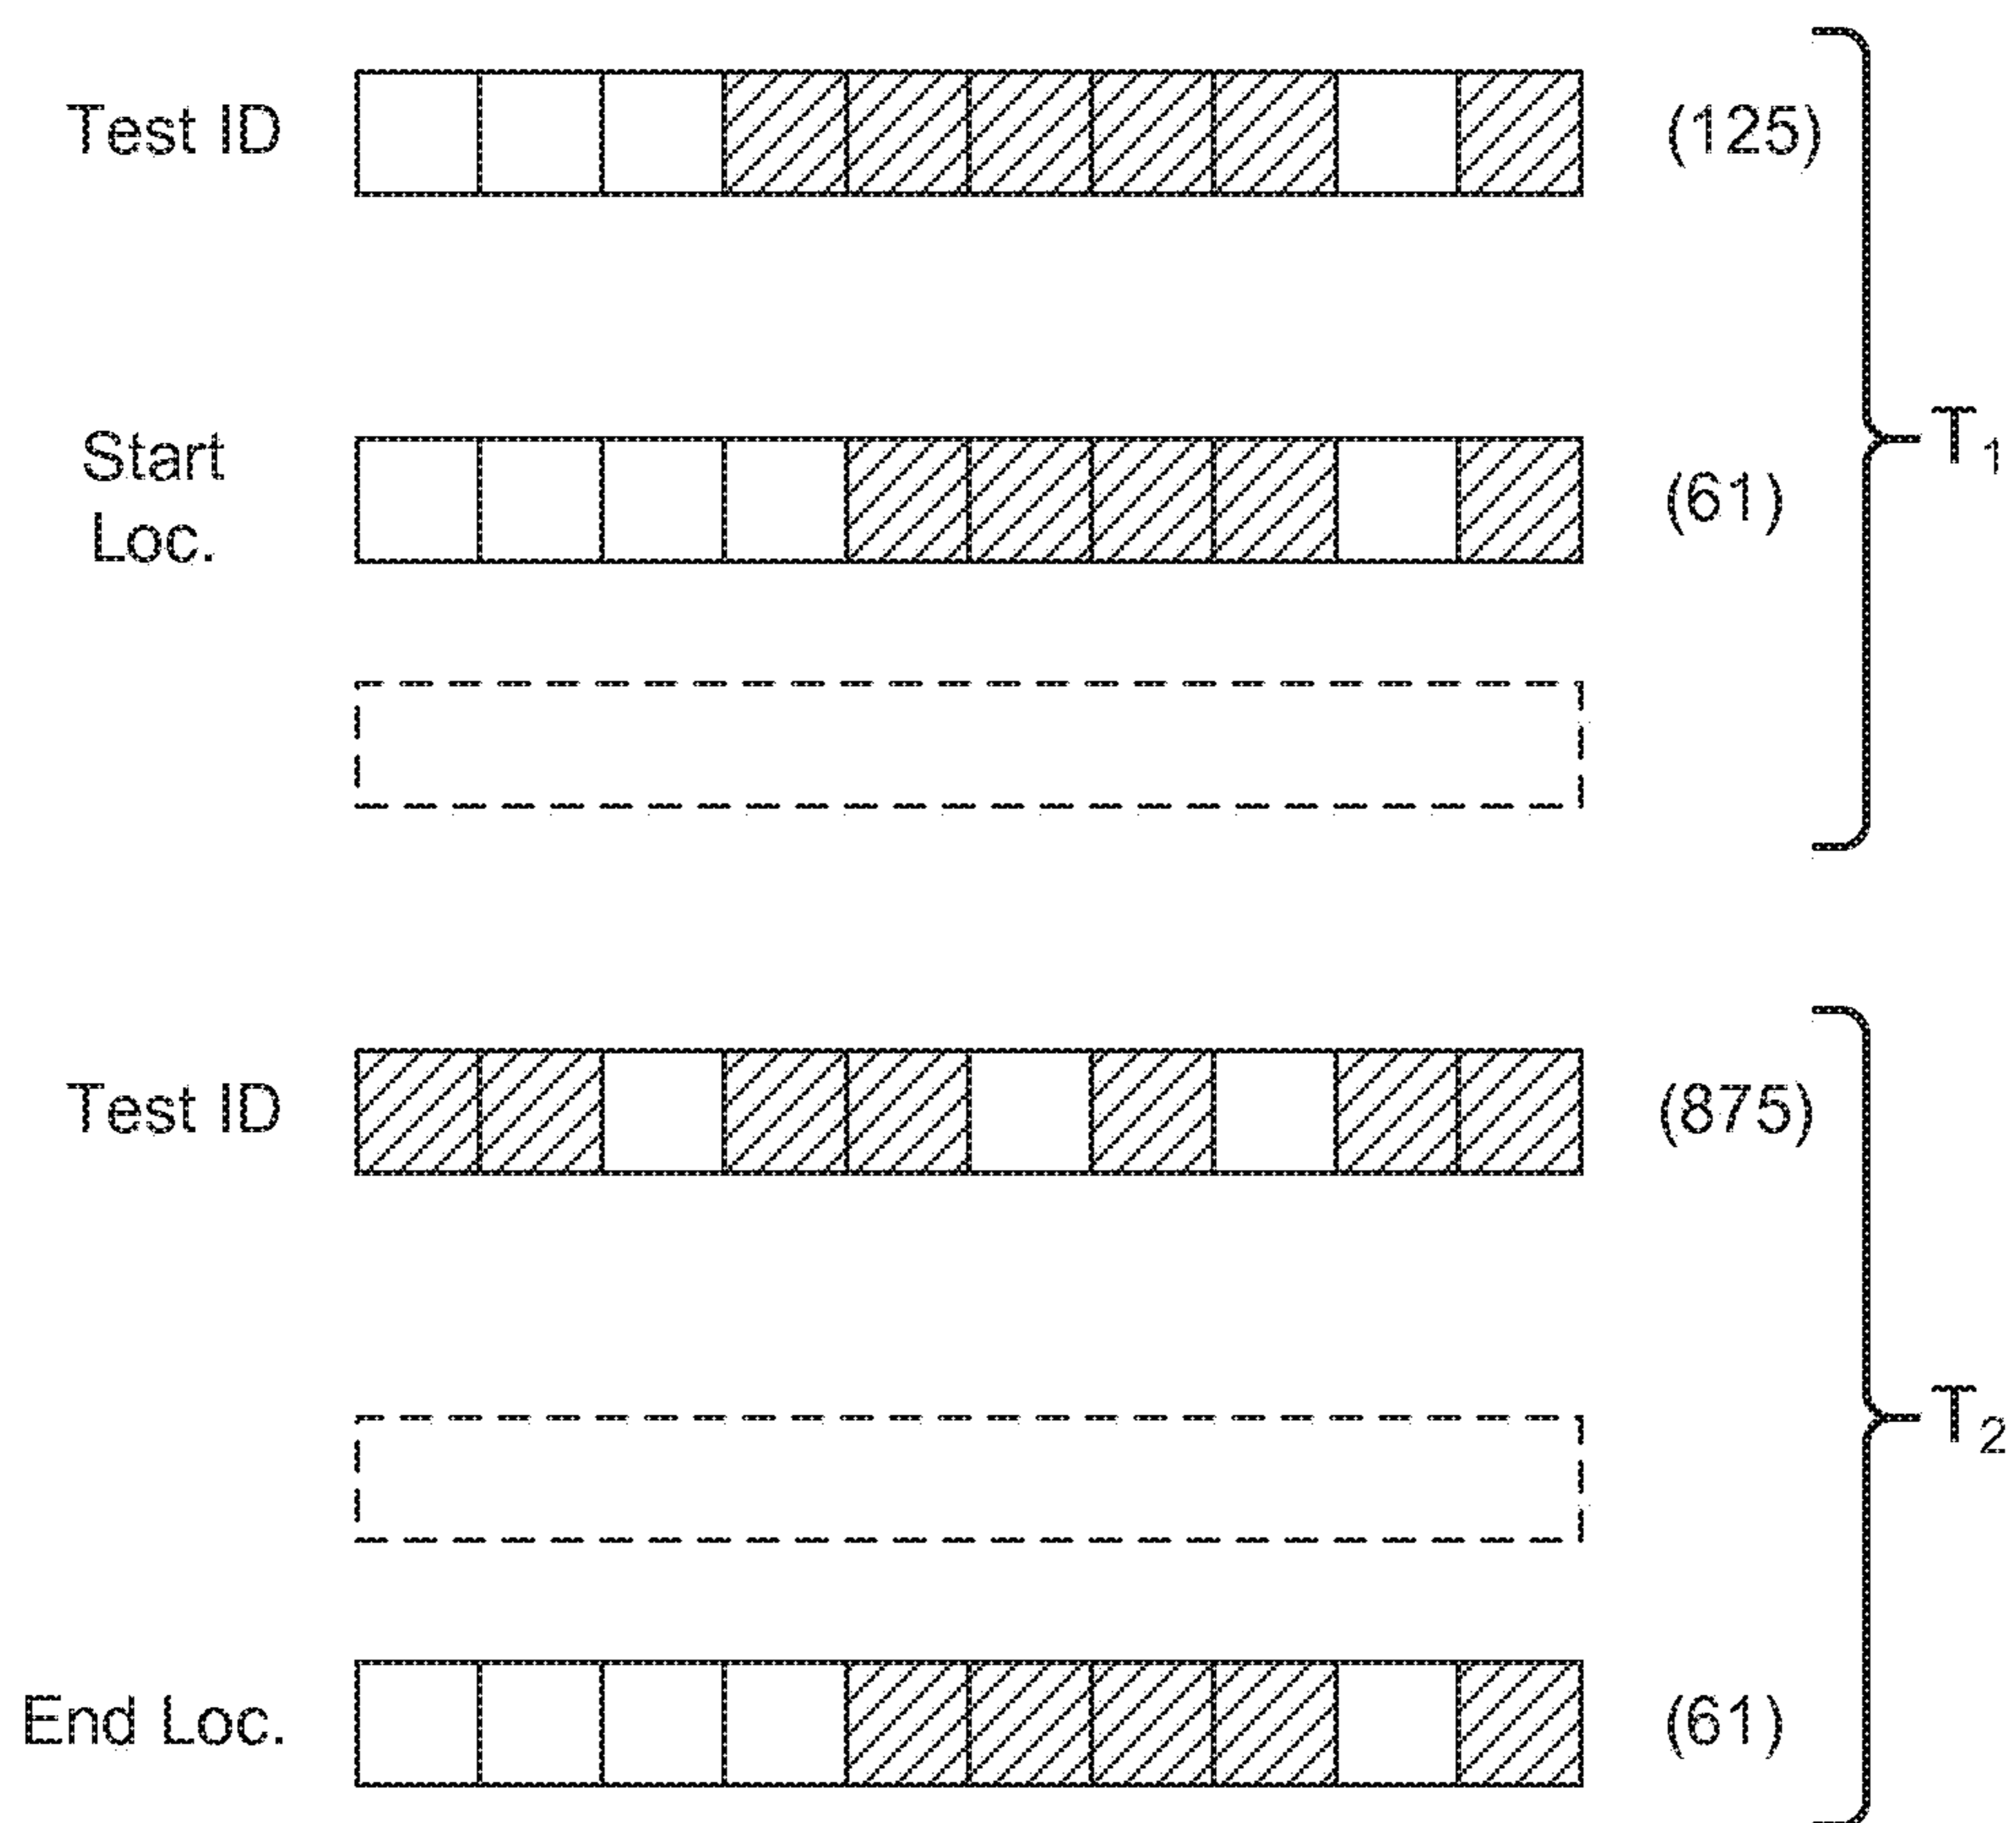 Test ID (125)
Start
Loc. (61)
T1
Test ID (875)
T2
End Loc. (61)